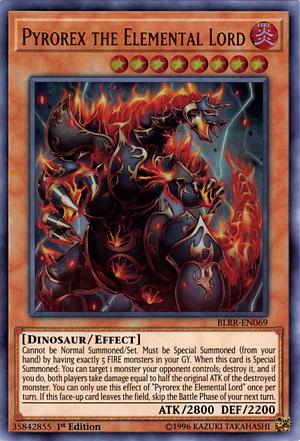 PYROREX THE ELEMENTAL LORD
炎
BLRR-EN069
[DINOSAUR/EFFECT]
Cannot be Normal Summoned/Set. Must be Special Summoned (from your
hand) by having exactly 5 FIRE monsters in your GY. When this card is Special
Summoned: You can target 1 monster your opponent controls; destroy it, and if
you do, both players take damage equal to half the original ATK of the destroyed
monster. You can only use this effect of "Pyrorex the Elemental Lord" once per
turn. If this face-up card leaves the field, skip the Battle Phase of your next turn.
ATK/2800 DEF/2200
35842855 1st Edition ©1996 KAZUKI TAKAHASHI